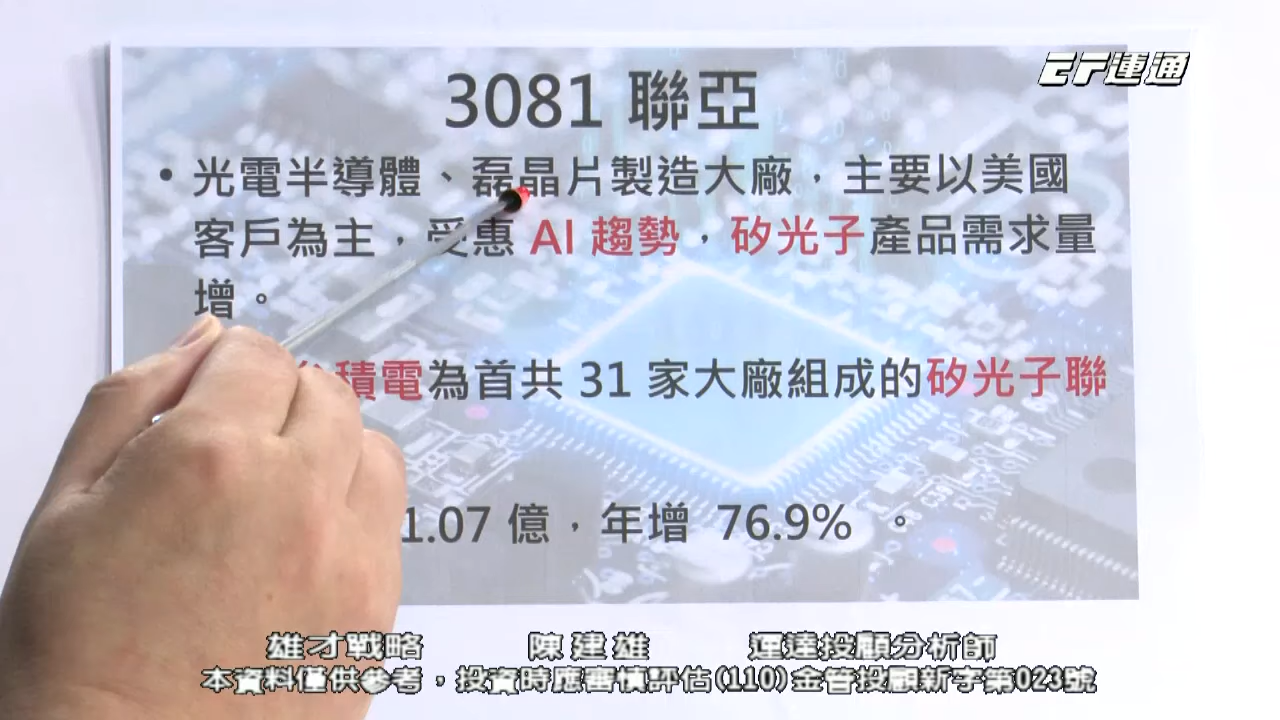 EF運通
3081 聯亞
• 光電半導體、磊晶片製造大廠，主要以美國
客戶為主，受惠 AI 趨勢，矽光子產品需求量
增。
積電為首共 31 家大廠組成的矽光子聯
1.07 億，年增 76.9% 。
雄才戰略 陳建雄 運達投顧分析師
本資料僅供參考，投資時應審慎評估(110)金管投顧新字第023號